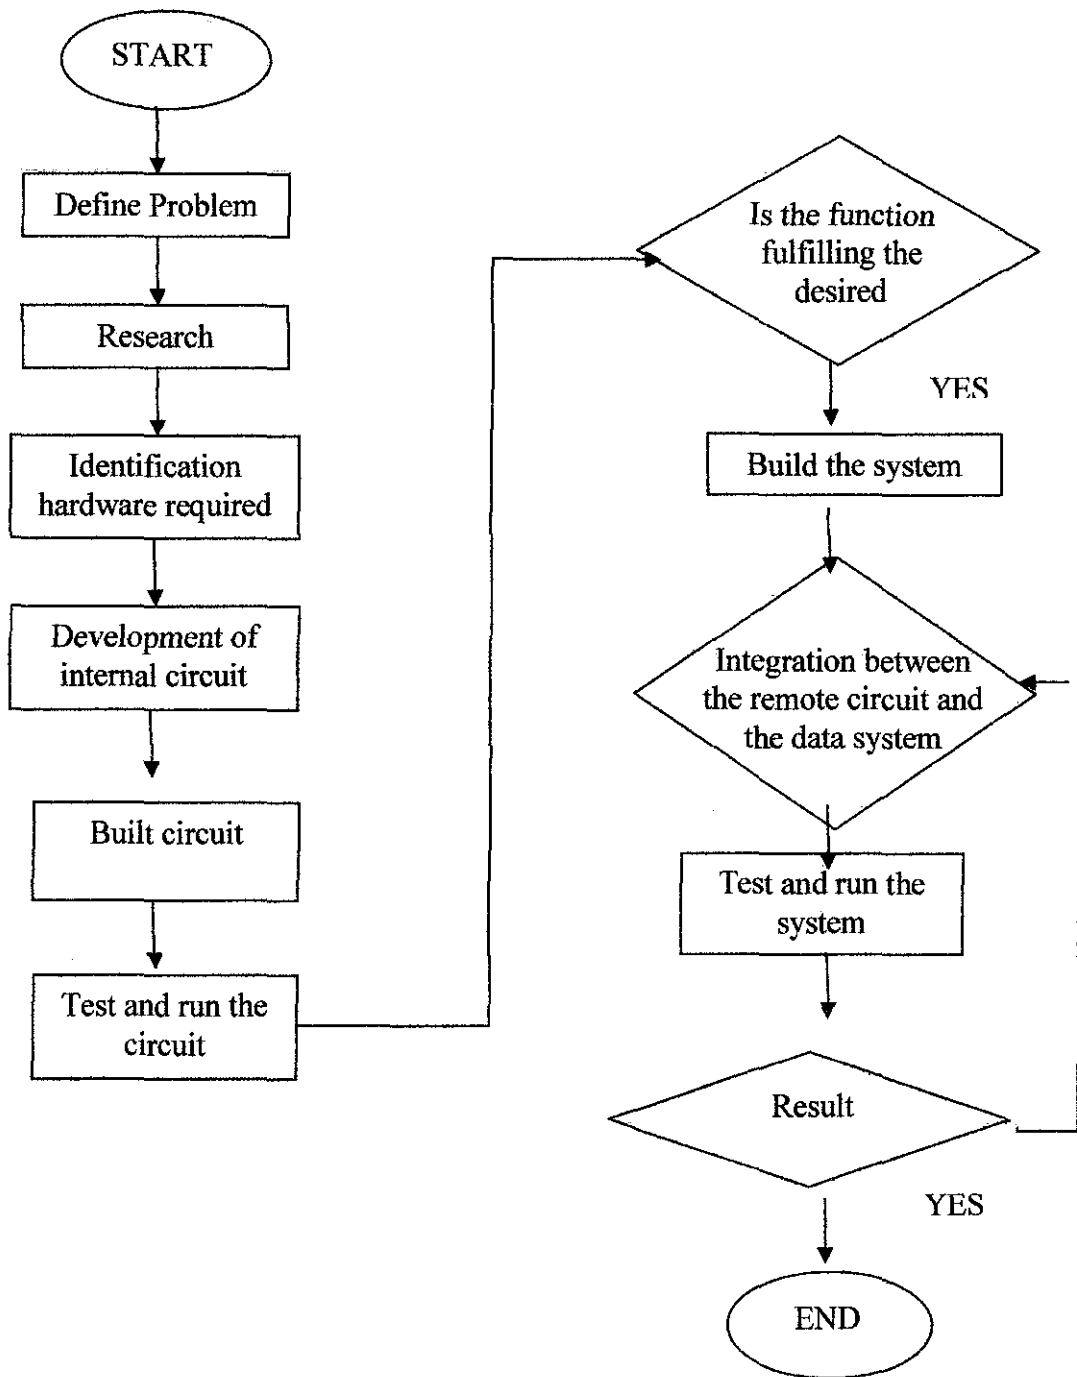 START
Define Problem
Research
Identification
hardware required
Development of
internal circuit
Built circuit
Test and run the
circuit
Is the function
fulfilling the
desired
YES
Build the system
Integration between
the remote circuit and
the data system
Test and run the
system
Result
YES
END